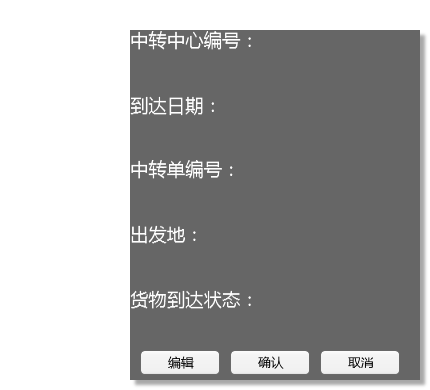 中转中心编号：
到达日期：
中转单编号：
出发地：
货物到达状态：
编辑 确认 取消